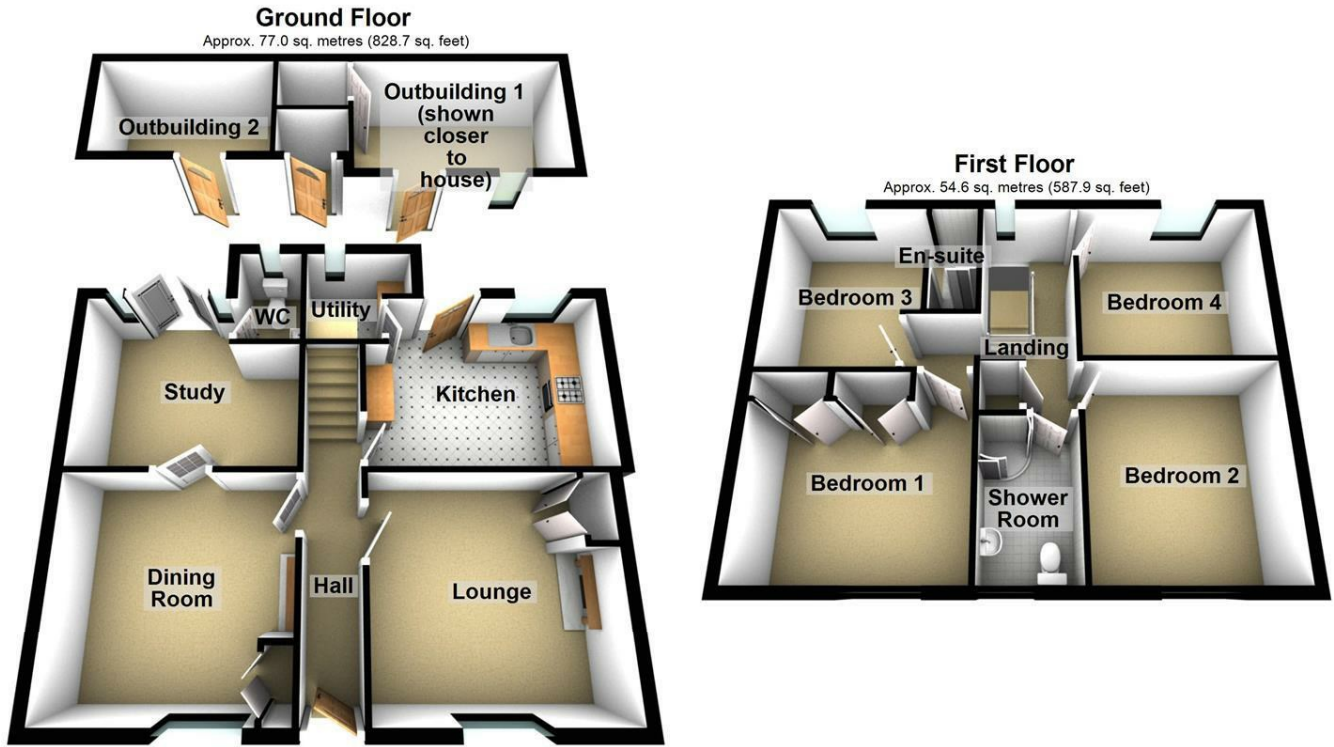 Ground Floor
Approx. 77.0 sq. metres (828.7 sq. feet)
Outbuilding 2
Outbuilding 1
(shown
closer
to
house)
WC
Utility
Study
Kitchen
Dining
Room
Hall
Lounge
First Floor
Approx. 54.6 sq. metres (587.9 sq. feet)
En-suite
Bedroom 3
Bedroom 4
Landing
Bedroom 1
Bedroom 2
Shower
Room